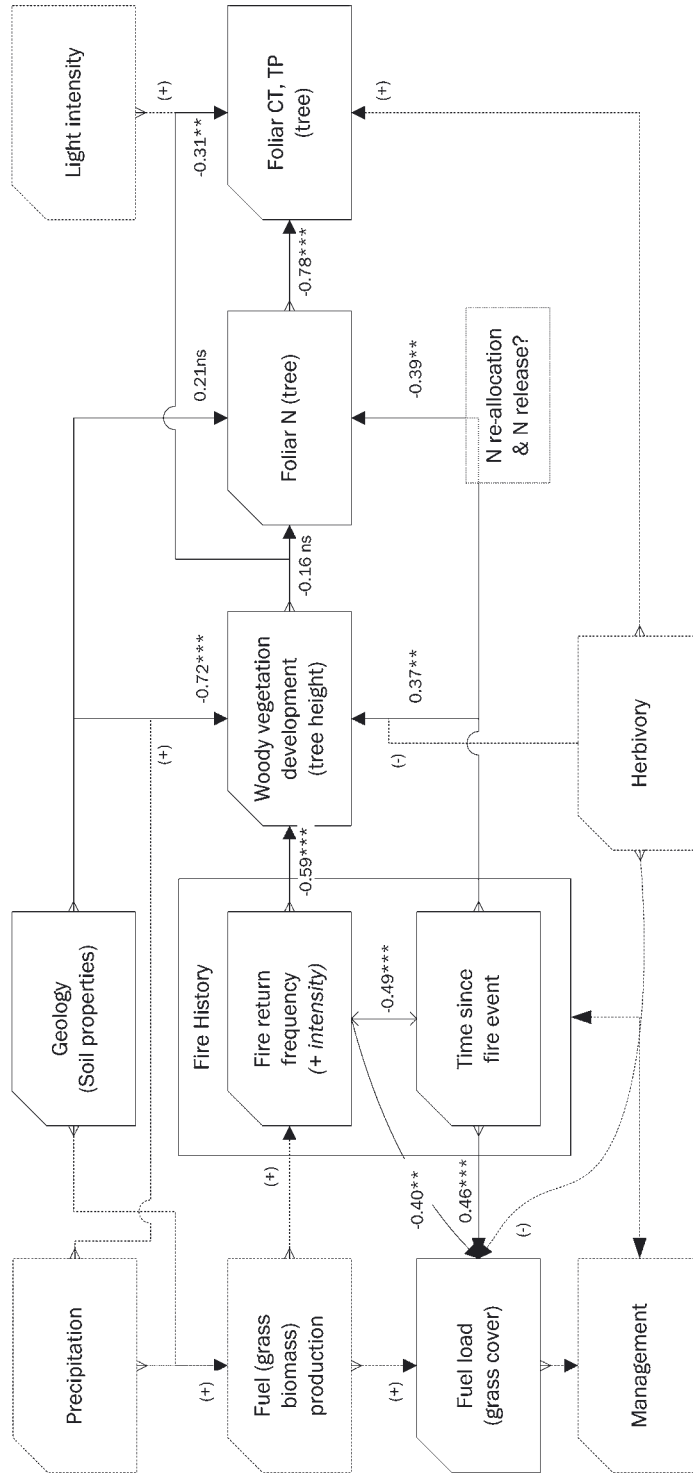 Precipitation
Geology
(Soil properties)
Light intensity
(+)
(+)
(+)
-0.72***
0.21ns
-0.31**
Fuel (grass
biomass)
production
(+)
Fire History
Fire return
frequency
(+ intensity)
-0.59***
Woody vegetation
development
(tree height)
-0.16 ns
Foliar N (tree)
-0.78***
Foliar CT, TP
(tree)
(+)
-0.40**
-0.49***
(-)
0.37**
-0.39**
(+)
Fuel load
(grass cover)
0.46***
(-)
Time since
fire event
N re-allocation
& N release?
Management
Herbivory